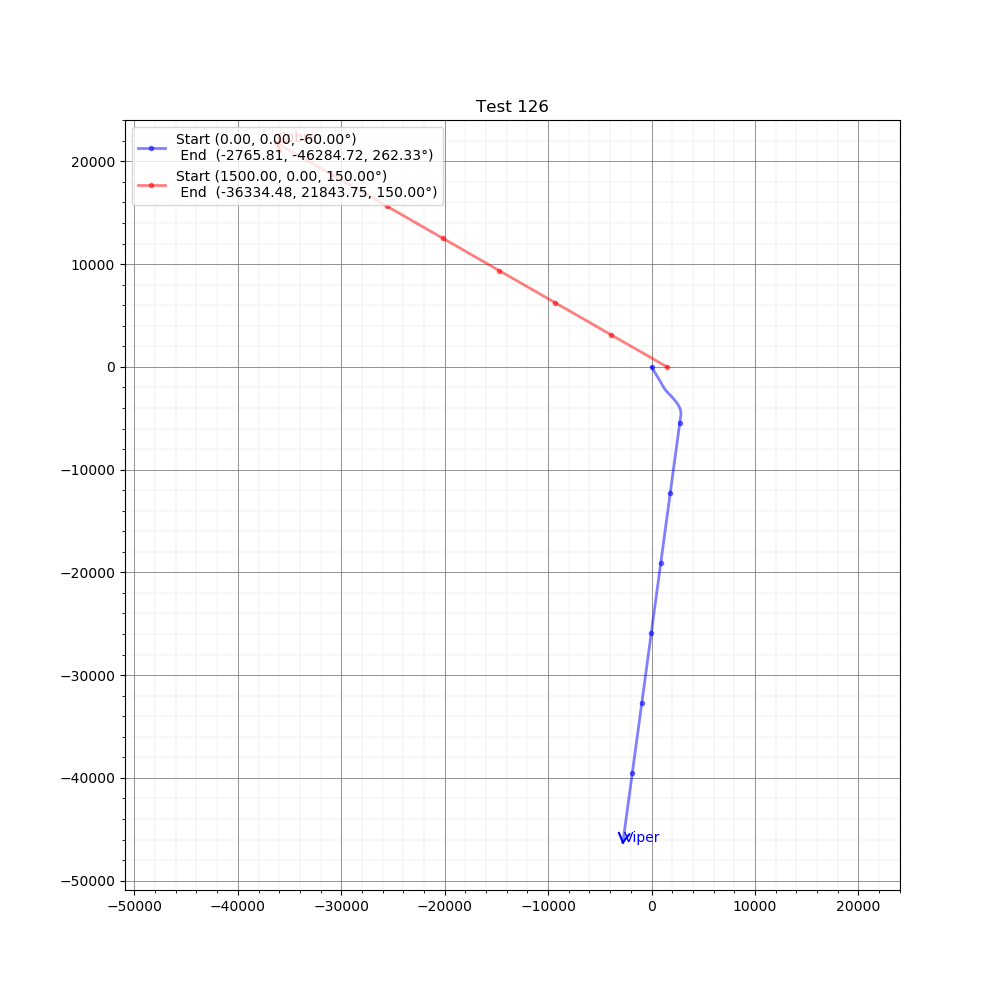 Test 126
Start (0.00, 0.00, -60.00°)
End (-2765.81, -46284.72, 262.33°)
Start (1500.00, 0.00, 150.00°)
End (-36334.48, 21843.75, 150.00°)
20000
10000
0
−10000
−20000
−30000
−40000
−50000
Viper
−50000 −40000 −30000 −20000 −10000 0 10000 20000